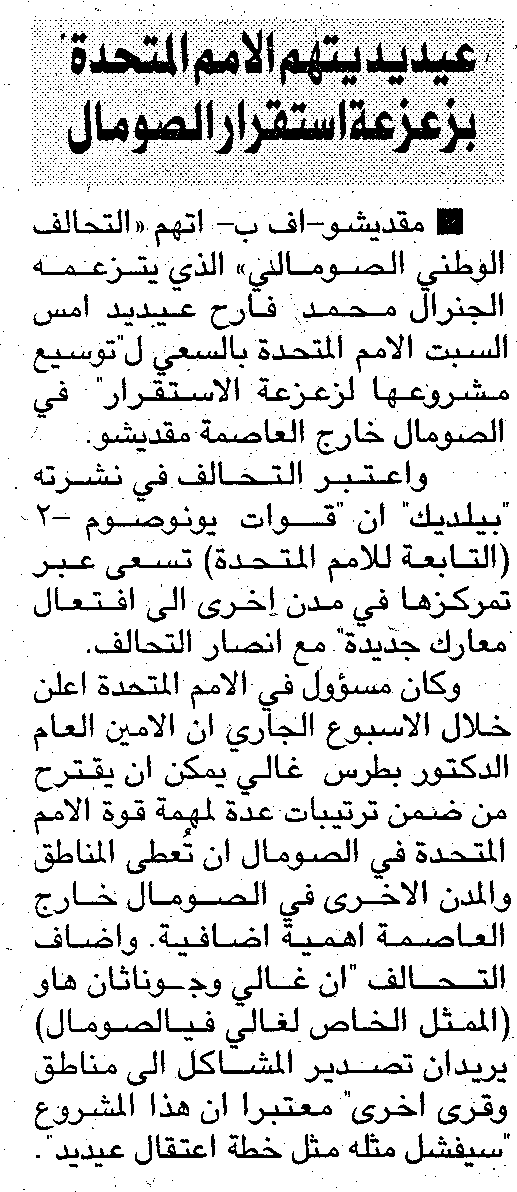 عيديد يتهم الامم المتحدة
بزعزعة استقرار الصومال
مقديشو-اف ب- اتهم «التحالف
الوطني الصومالي» الذي يتزعمه
الجنرال محمد فارح عيديد امس
السبت الامم المتحدة بالسعي ل"توسيع
مشروعها لزعزعة الاستقرار" في
الصومال خارج العاصمة مقديشو.
واعتبر التحالف في نشرته
"بيلديك" ان "قوات يونوصوم -٢
(التابعة للامم المتحدة) تسعى عبر
تمركزها في مدن إخرى الى افتعال
معارك جديدة" مع انصار التحالف.
وكان مسؤول في الامم المتحدة اعلن
خلال الاسبوع الجاري ان الامين العام
الدكتور بطرس غالي يمكن ان يقترح
من ضمن ترتيبات عدة لمهمة قوة الامم
المتحدة في الصومال ان تُعطى المناطق
والمدن الاخرى في الصومال خارج
العاصمة اهمية اضافية. واضاف
التحالف "ان غالي وجوناثان هاو
(الممثل الخاص لغالي فيالصومال)
يريدان تصدير المشاكل الى مناطق
وقرى اخرى" معتبرا ان هذا المشروع
"سيفشل مثله مثل خطة اعتقال عيديد".